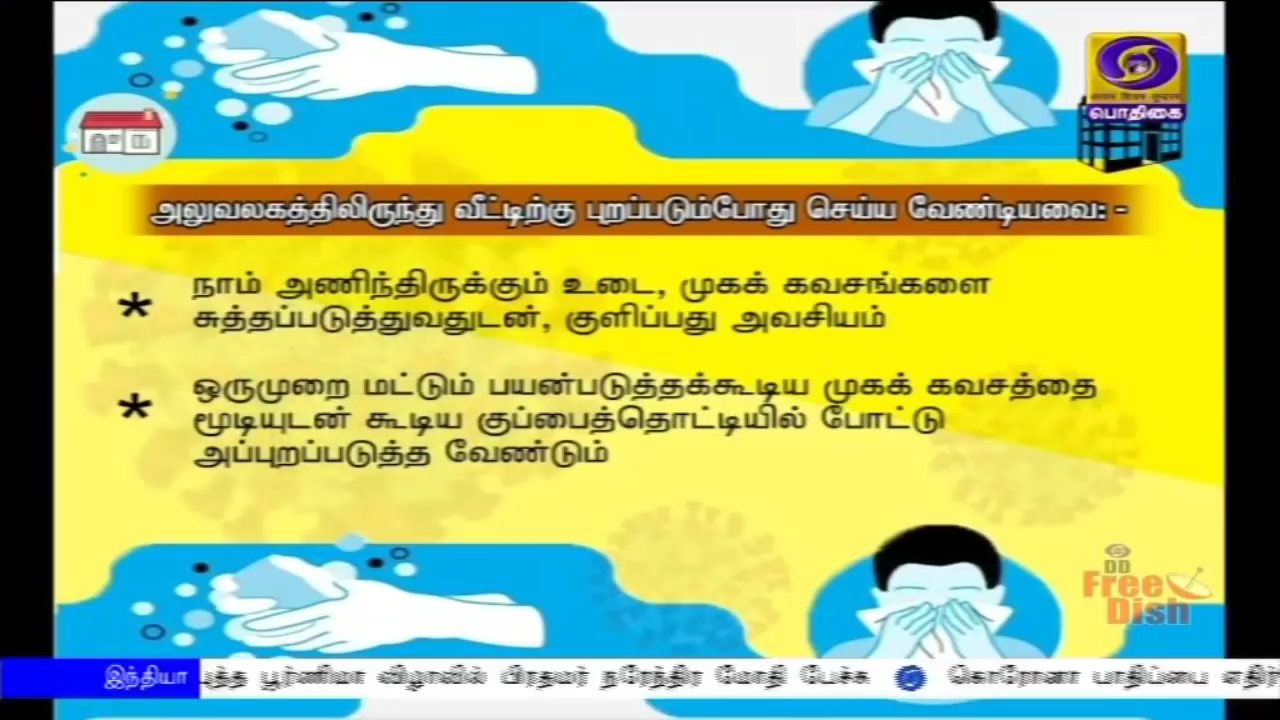 பொதிகை
அலுவலகத்திலிருந்து வீட்டிற்கு புறப்படும்போது செய்ய வேண்டியவை: -
* நாம் அணிந்திருக்கும் உடை, முகக் கவசங்களை
சுத்தப்படுத்துவதுடன், குளிப்பது அவசியம்
* ஒருமுறை மட்டும் பயன்படுத்தக்கூடிய முகக் கவசத்தை
மூடியுடன் கூடிய குப்பைத்தொட்டியில் போட்டு
அப்புறப்படுத்த வேண்டும்
DD
Free
Dish
இந்தியா புத்த பூர்ணிமா விழாவில் பிரதமர் நரேந்திர மோதி பேச்சு கொரோனா பாதிப்பை எதிர்